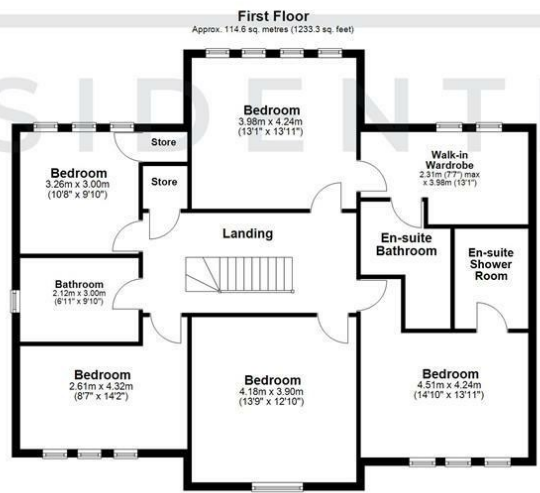 First Floor
Approx. 114.6 sq. metres (1233.3 sq. feet)
SIDENT
Bedroom
3.98m x 4.24m
(13'1" x 13'11")
Store
Walk-in
Wardrobe
2.31m (7'7") max
x 3.98m (13'1")
Bedroom
3.26m x 3.00m
(10'8" x 9'10")
Store
Landing
En-suite
Bathroom
En-suite
Shower
Room
Bathroom
2.12m x 3.00m
(6'11" x 9'10")
Bedroom
2.61m x 4.32m
(8'7" x 14'2")
Bedroom
4.18m x 3.90m
(13'9" x 12'10")
Bedroom
4.51m x 4.24m
(14'10" x 13'11")